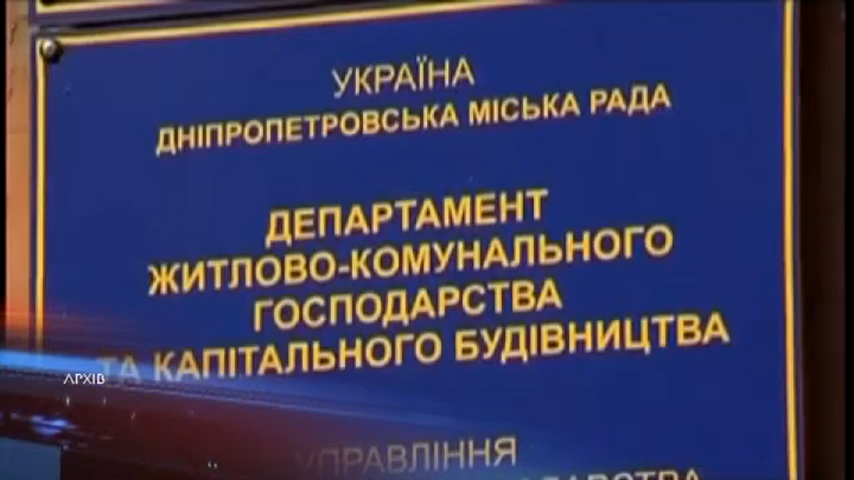 УКРАЇНА
ДНІПРОПЕТРОВСЬКА МІСЬКА РАДА
ДЕПАРТАМЕНТ
ЖИТЛОВО-КОМУНАЛЬНОГО
ГОСПОДАРСТВА
ТА КАПІТАЛЬНОГО БУДІВНИЦТВА
АРХІВ
УПРАВЛІННЯ